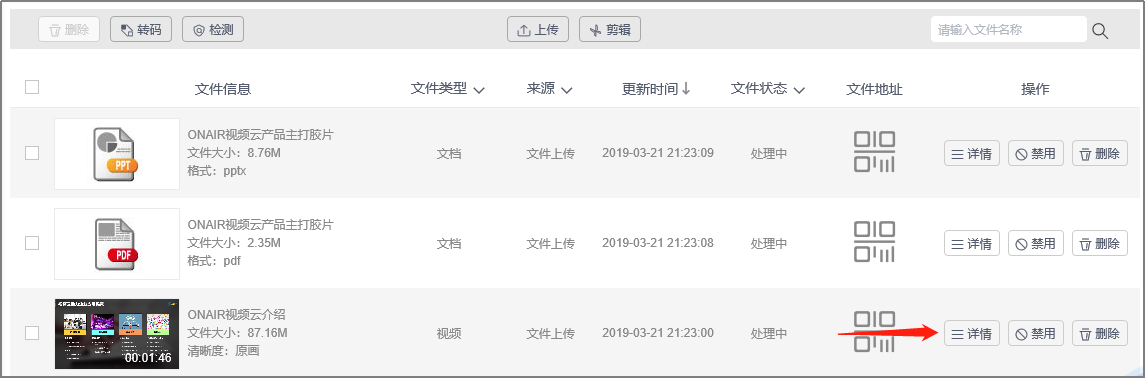 删除 转码 检测 上传 剪辑 请输入文件名称
文件信息 文件类型 来源 更新时间 文件状态 文件地址 操作
ONAIR视频云产品主打胶片
文件大小：8.76M
格式：pptx
PPT
文档 文件上传 2019-03-21 21:23:09 处理中 详情 禁用 删除
ONAIR视频云产品主打胶片
文件大小：2.35M
格式：pdf
PDF
文档 文件上传 2019-03-21 21:23:08 处理中 详情 禁用 删除
ONAIR视频云介绍
文件大小：87.16M
清晰度：原画
00:01:46
视频 文件上传 2019-03-21 21:23:00 处理中 详情 禁用 删除